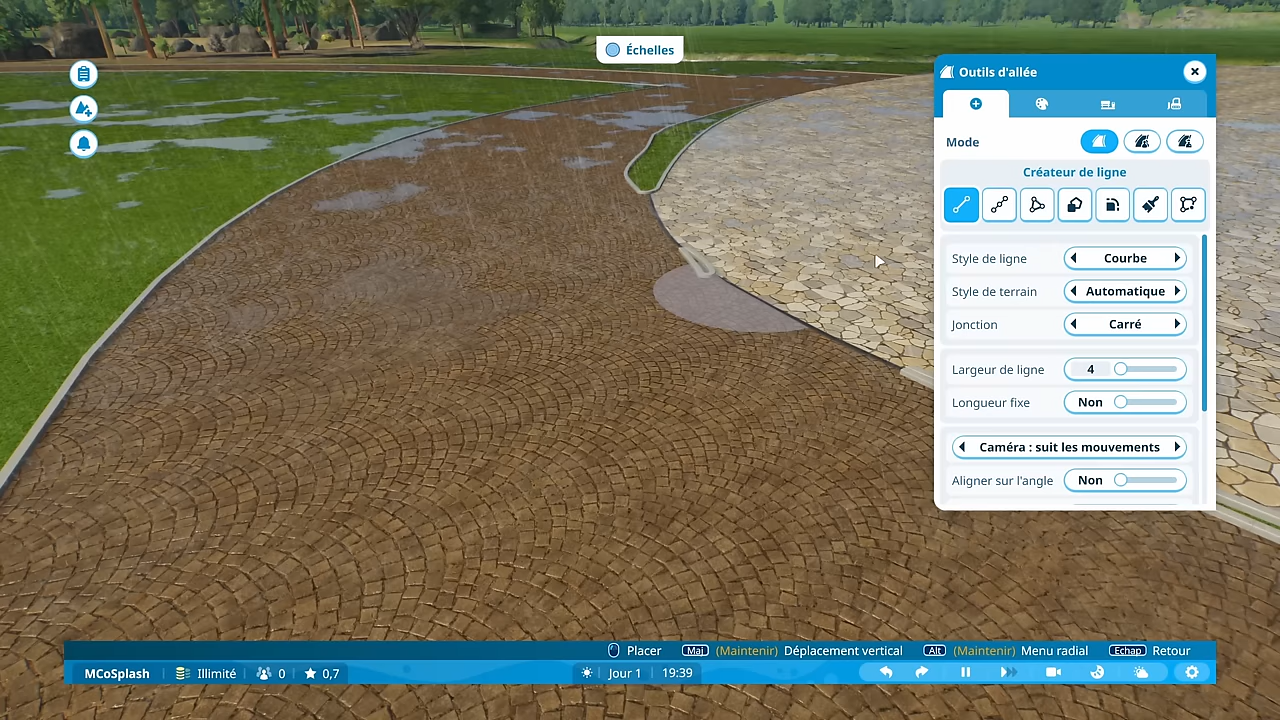 Échelles
Outils d'allée
Mode
Créateur de ligne
Style de ligne
Courbe
Style de terrain
Automatique
Jonction
Carré
Largeur de ligne
4
Longueur fixe
Non
Caméra : suit les mouvements
Aligner sur l'angle
Non
Placer
Maj (Maintenir) Déplacement vertical
Alt (Maintenir) Menu radial
Echap Retour
MCoSplash
Illimité
0
0,7
Jour 1
19:39